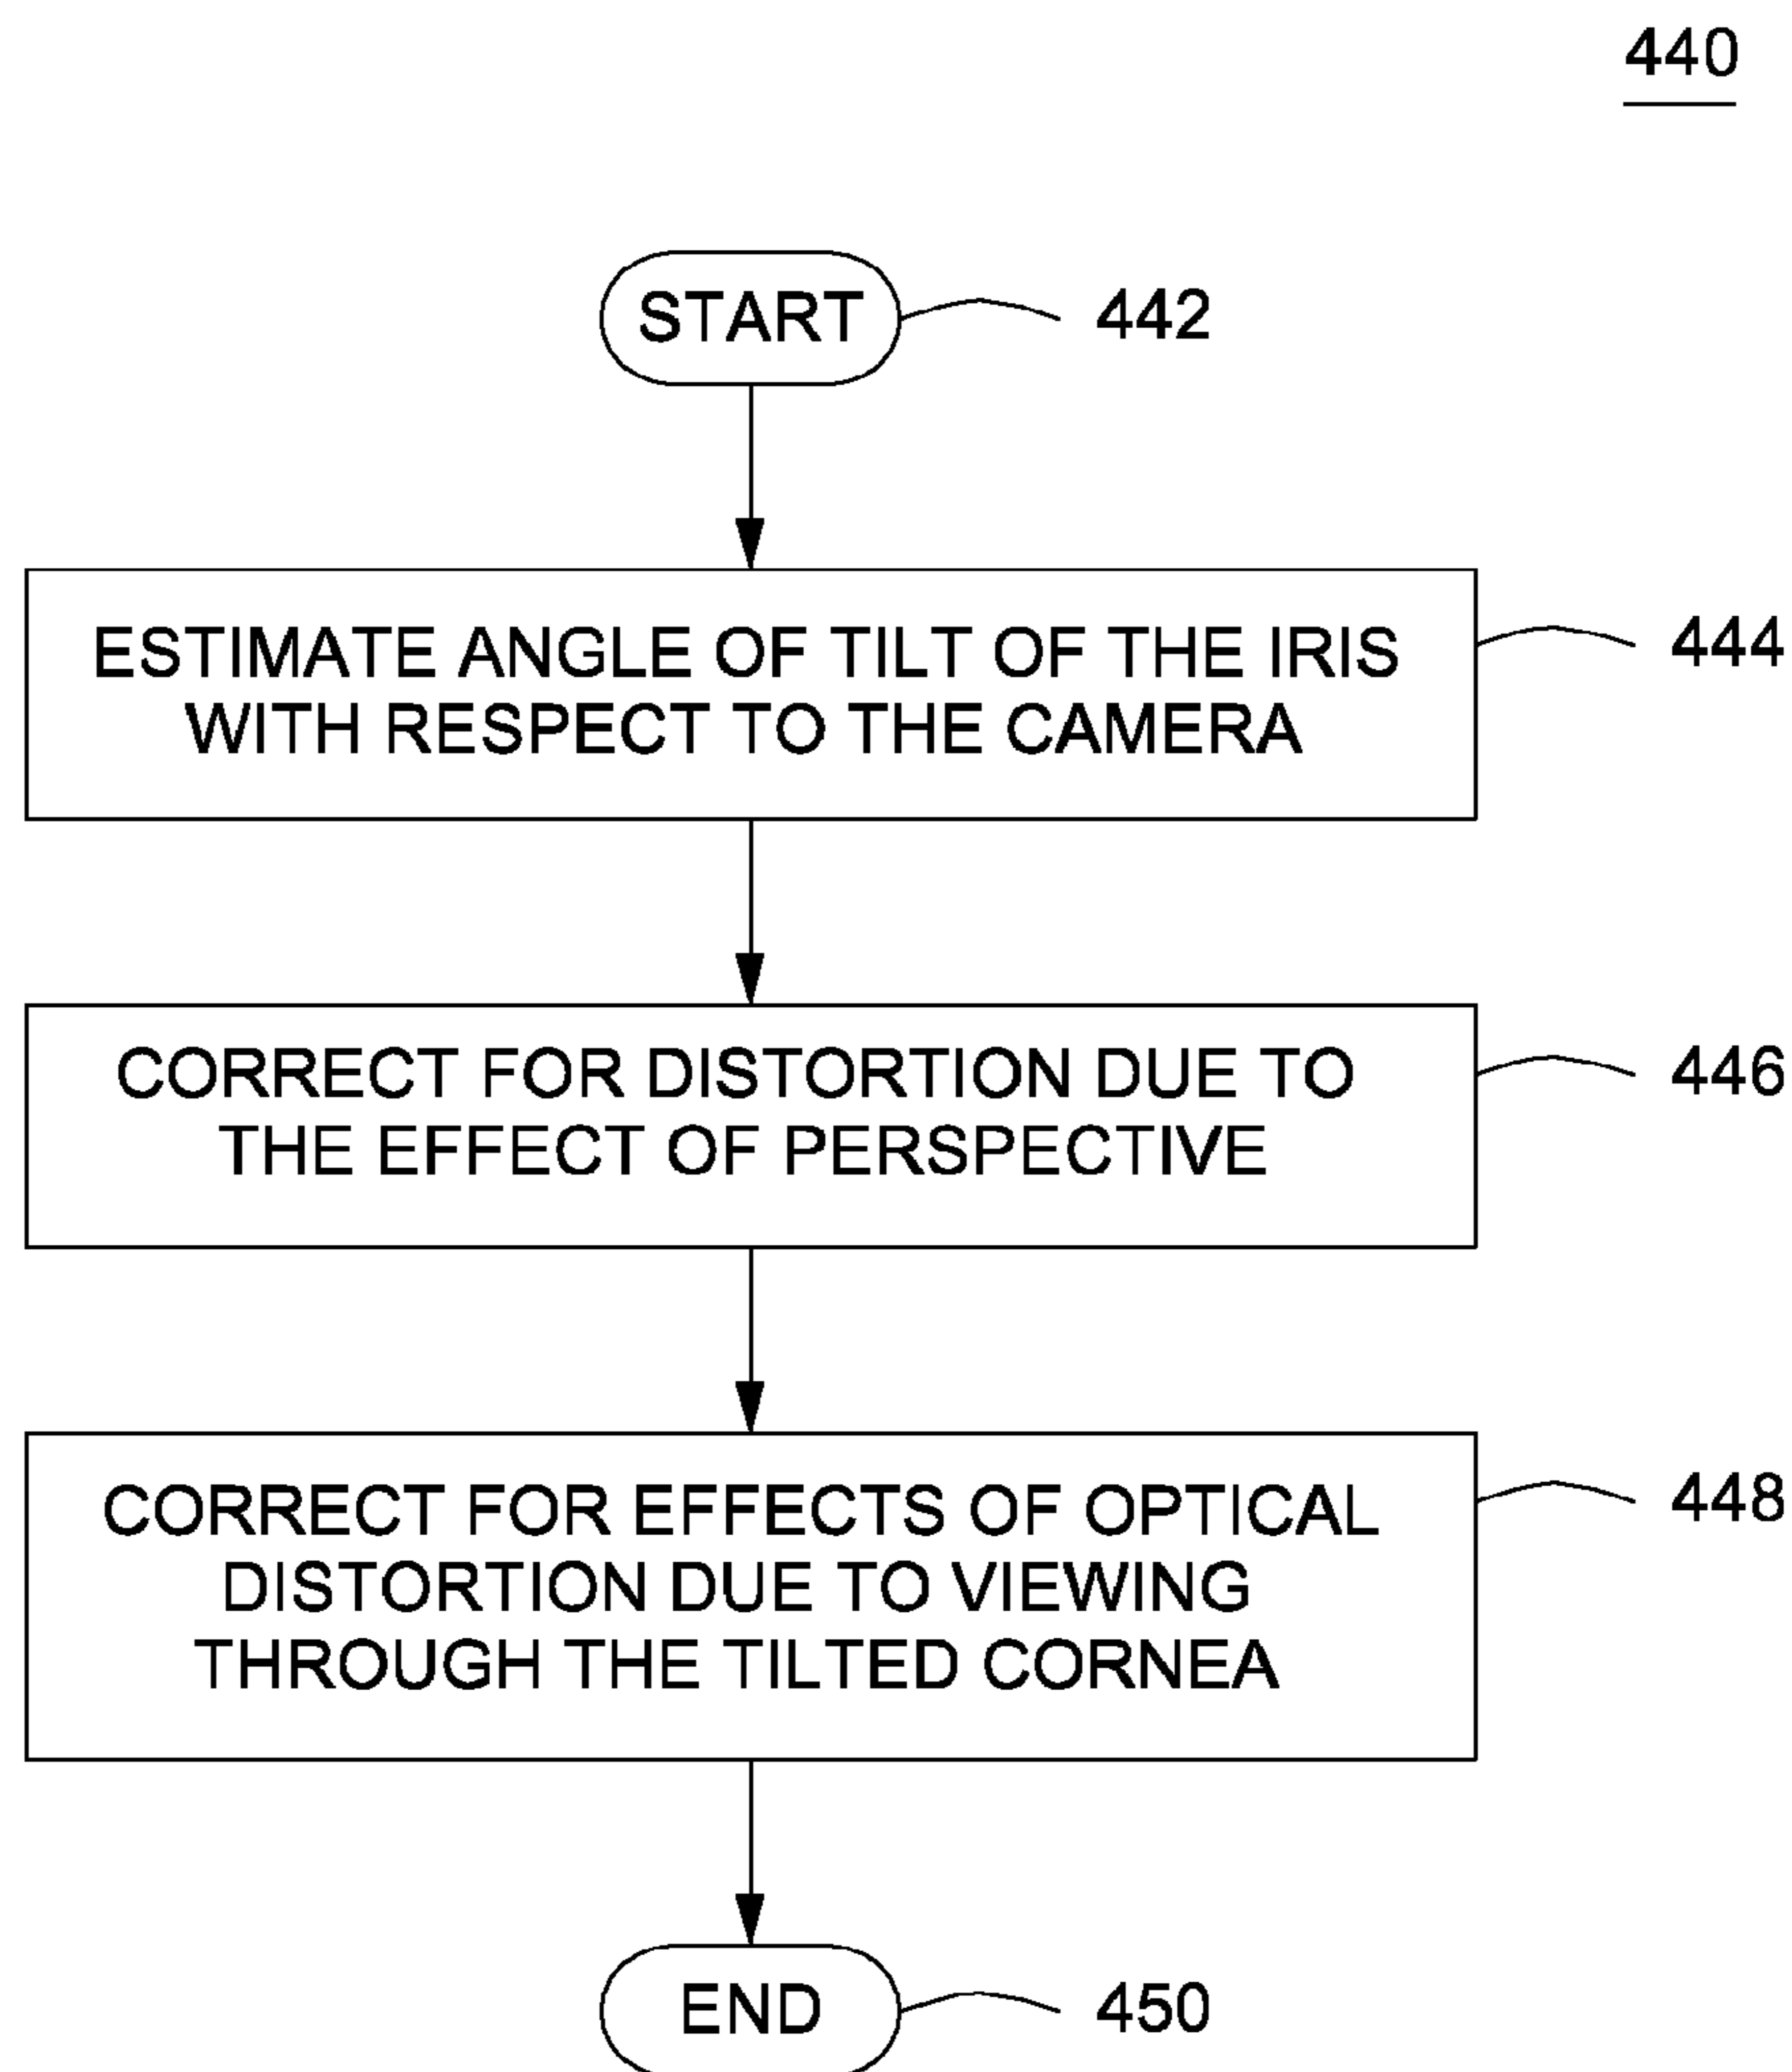 440
START
442
ESTIMATE ANGLE OF TILT OF THE IRIS
WITH RESPECT TO THE CAMERA
444
CORRECT FOR DISTORTION DUE TO
THE EFFECT OF PERSPECTIVE
446
CORRECT FOR EFFECTS OF OPTICAL
DISTORTION DUE TO VIEWING
THROUGH THE TILTED CORNEA
448
END
450